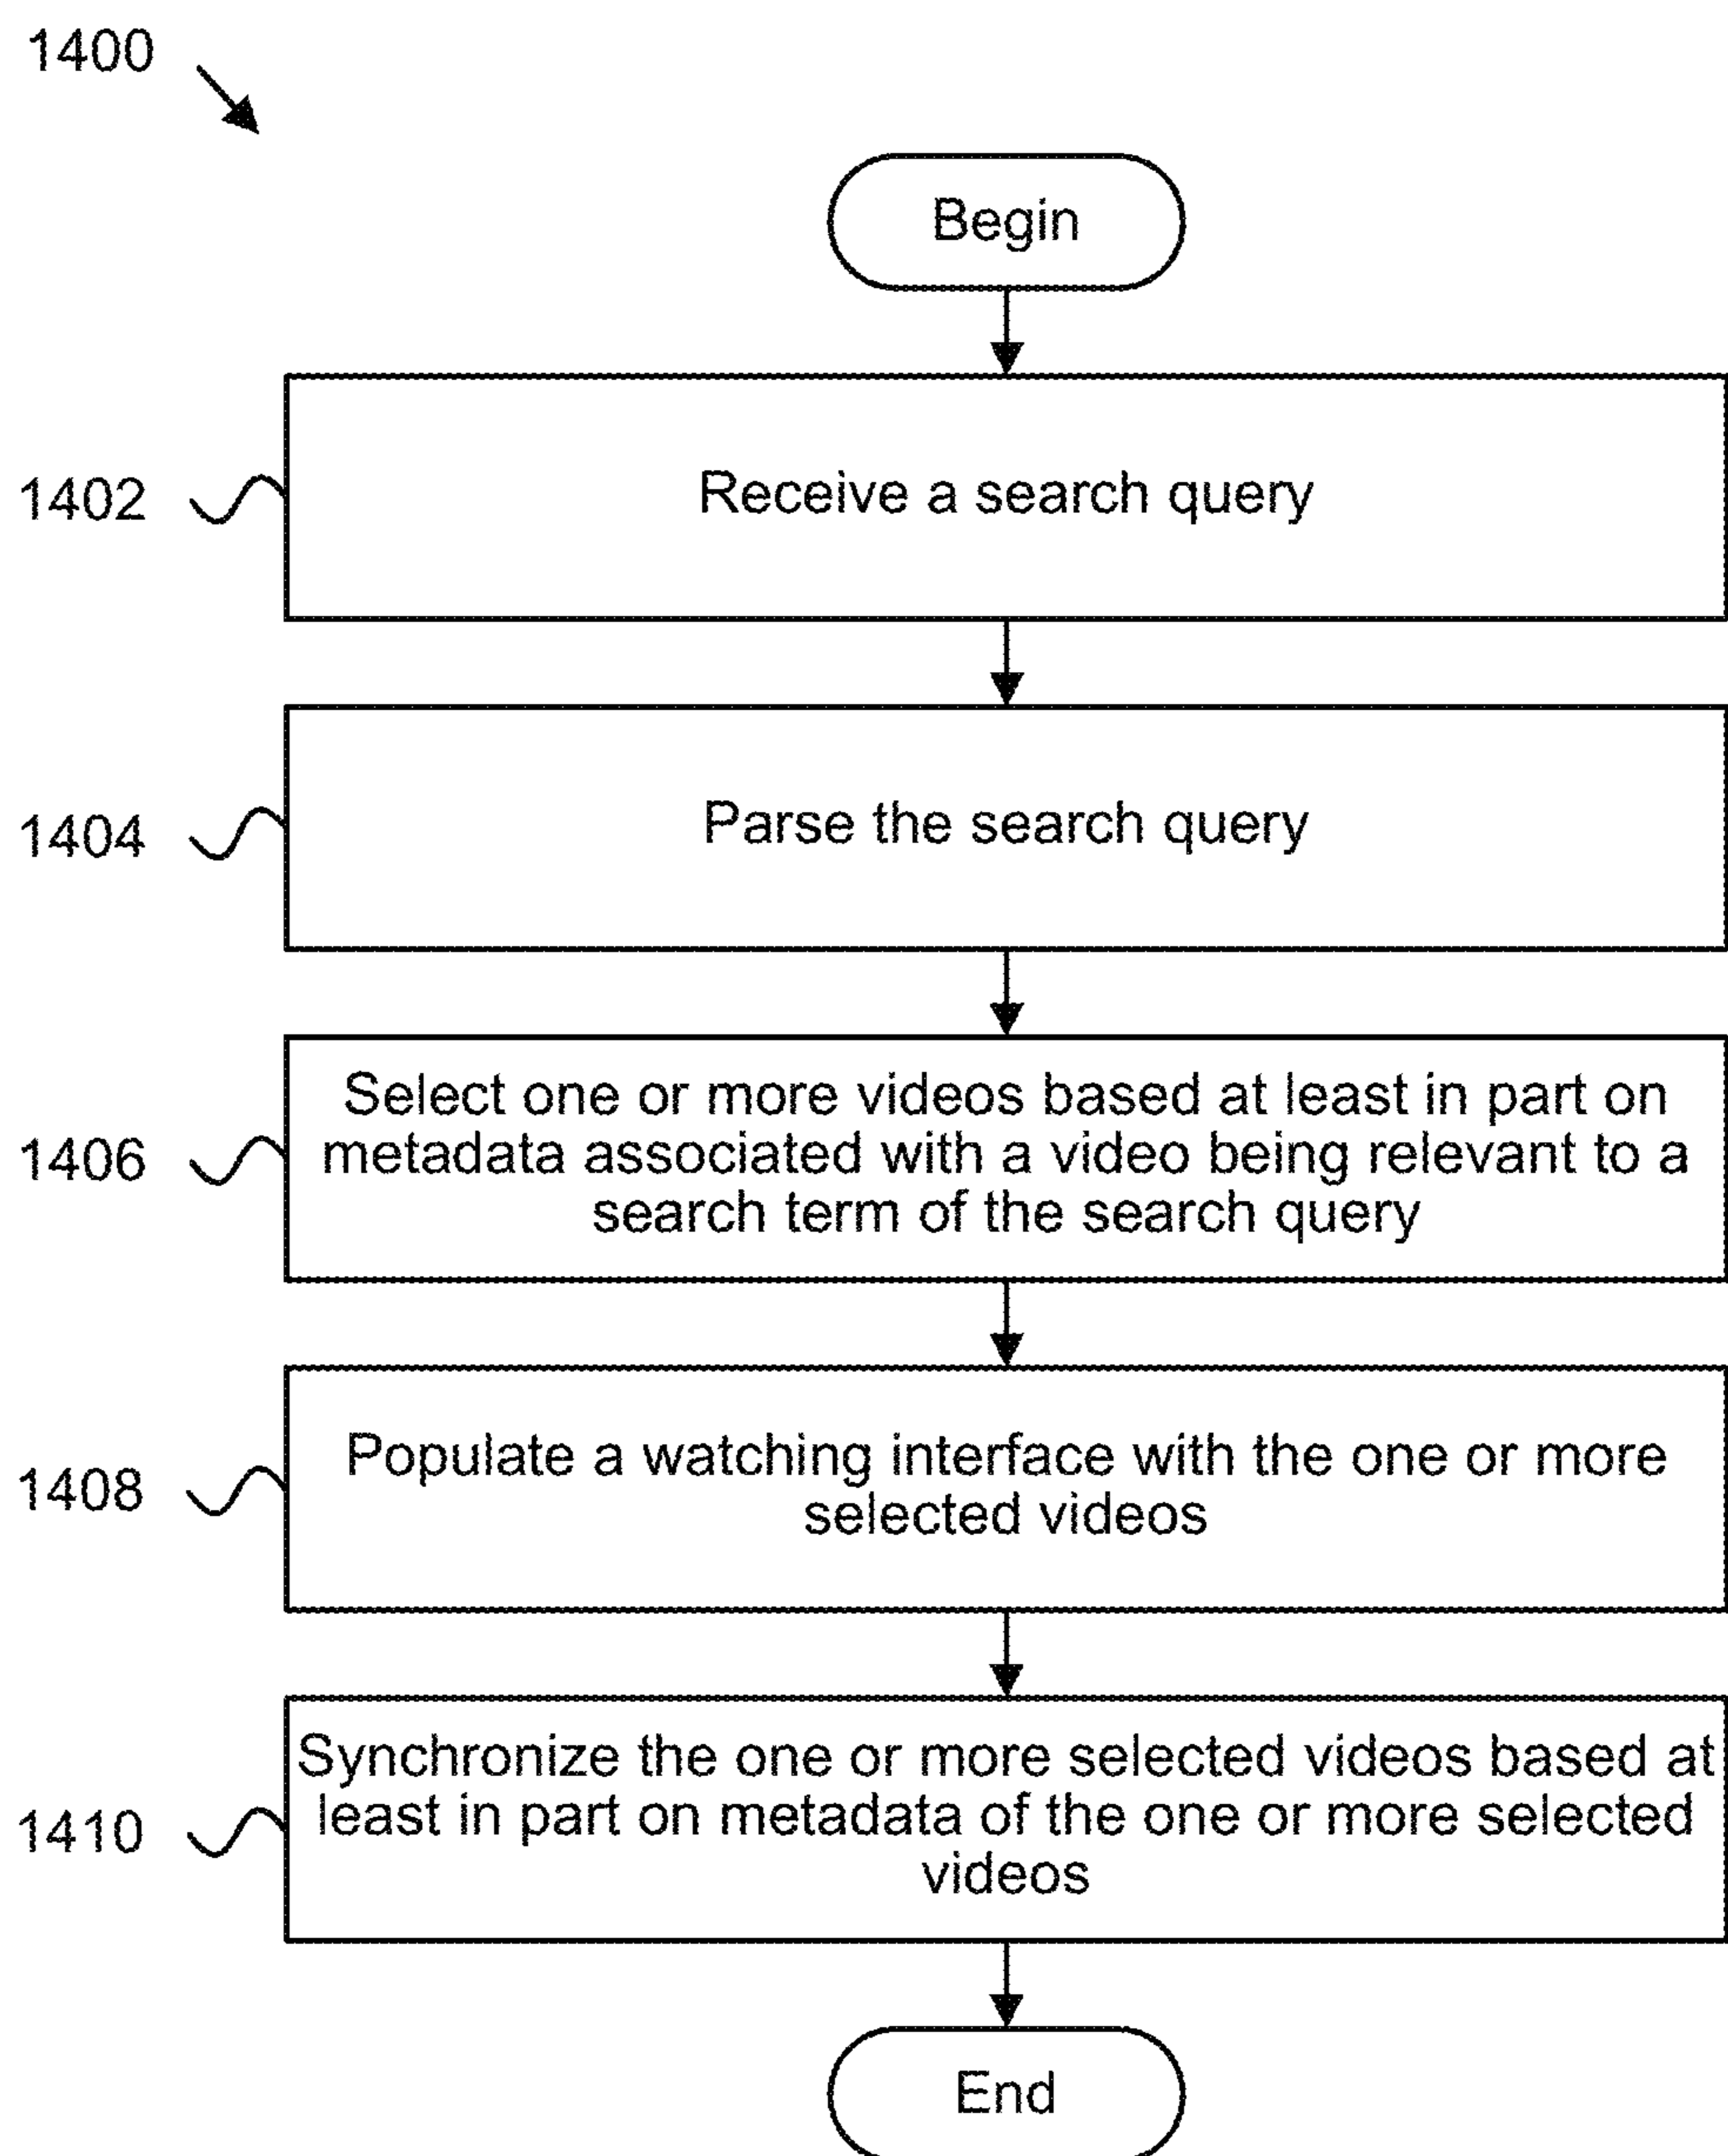 1400
Begin
1402
Receive a search query
1404
Parse the search query
1406
Select one or more videos based at least in part on
metadata associated with a video being relevant to a
search term of the search query
1408
Populate a watching interface with the one or more
selected videos
1410
Synchronize the one or more selected videos based at
least in part on metadata of the one or more selected
videos
End